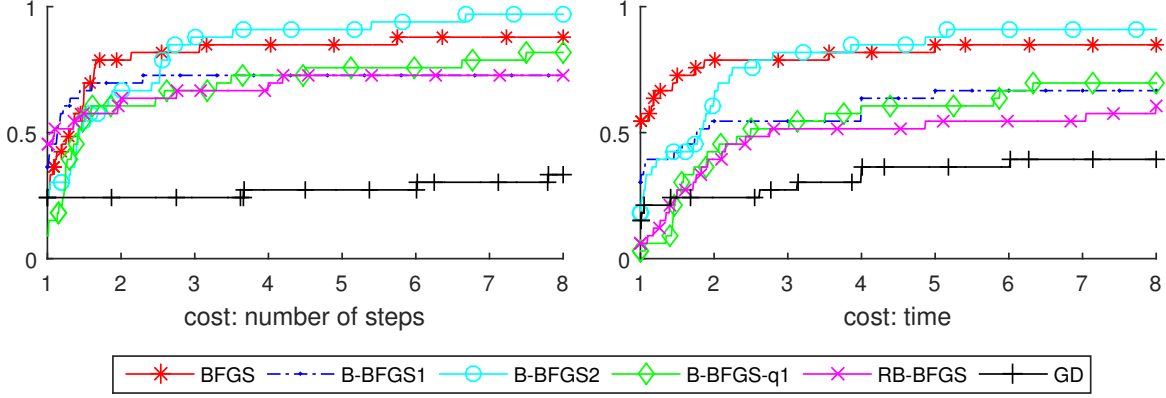 1
0.5
0
1 2 3 4 5 6 7 8
cost: number of steps
1
0.5
0
1 2 3 4 5 6 7 8
cost: time
BFGS B-BFGS1 B-BFGS2 B-BFGS-q1 RB-BFGS GD